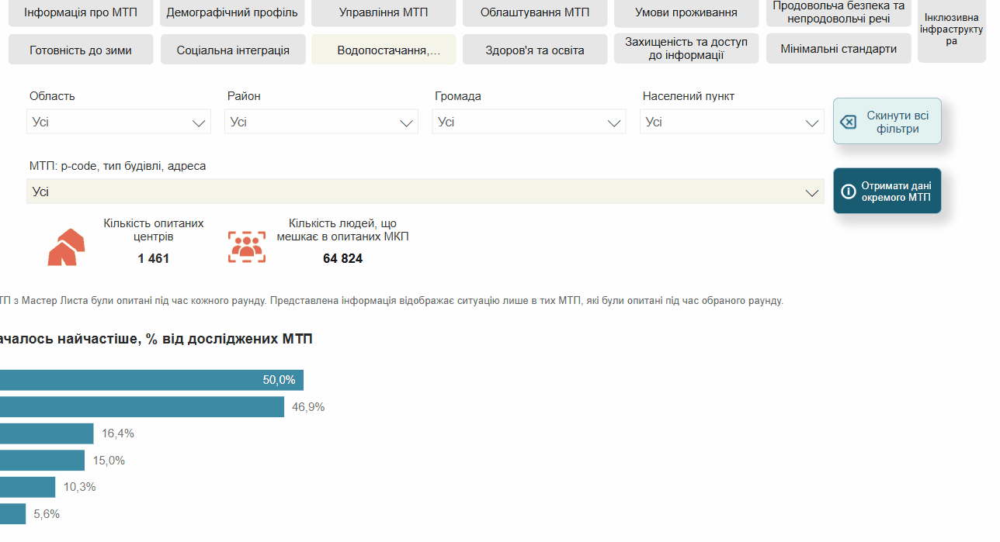 Інформація про МТП
Демографічний профіль
Управління МТП
Облаштування МТП
Умови проживання
Продовольча безпека та
непродовольчі речі
Інклюзивна
інфраструкту
ра
Готовність до зими
Соціальна інтеграція
Водопостачання,...
Здоров'я та освіта
Захищеність та доступ
до інформації
Мінімальні стандарти
Область
Район
Громада
Населений пункт
Усі
Усі
Усі
Усі
Скинути всі
фільтри
МТП: p-code, тип будівлі, адреса
Усі
Отримати дані
окремого МТП
Кількість опитаних
центрів
1 461
Кількість людей, що
мешкає в опитаних МКП
64 824
ТП з Мастер Листа були опитані під час кожного раунду. Представлена інформація відображає ситуацію лише в тих МТП, які були опитані під час обраного раунду.
ачалось найчастіше, % від досліджених МТП
50,0%
46,9%
16,4%
15,0%
10,3%
5,6%